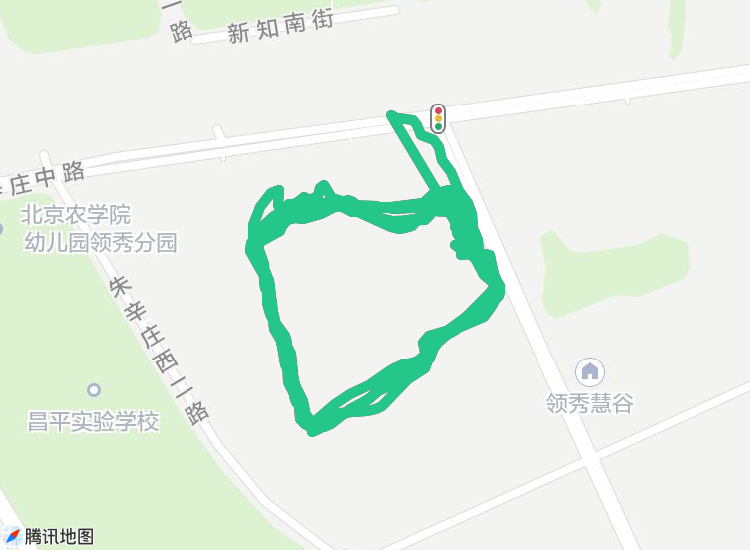 路
新知南街
庄中路
北京农学院
幼儿园领秀分园
朱辛庄西二路
昌平实验学校
领秀慧谷
腾讯地图